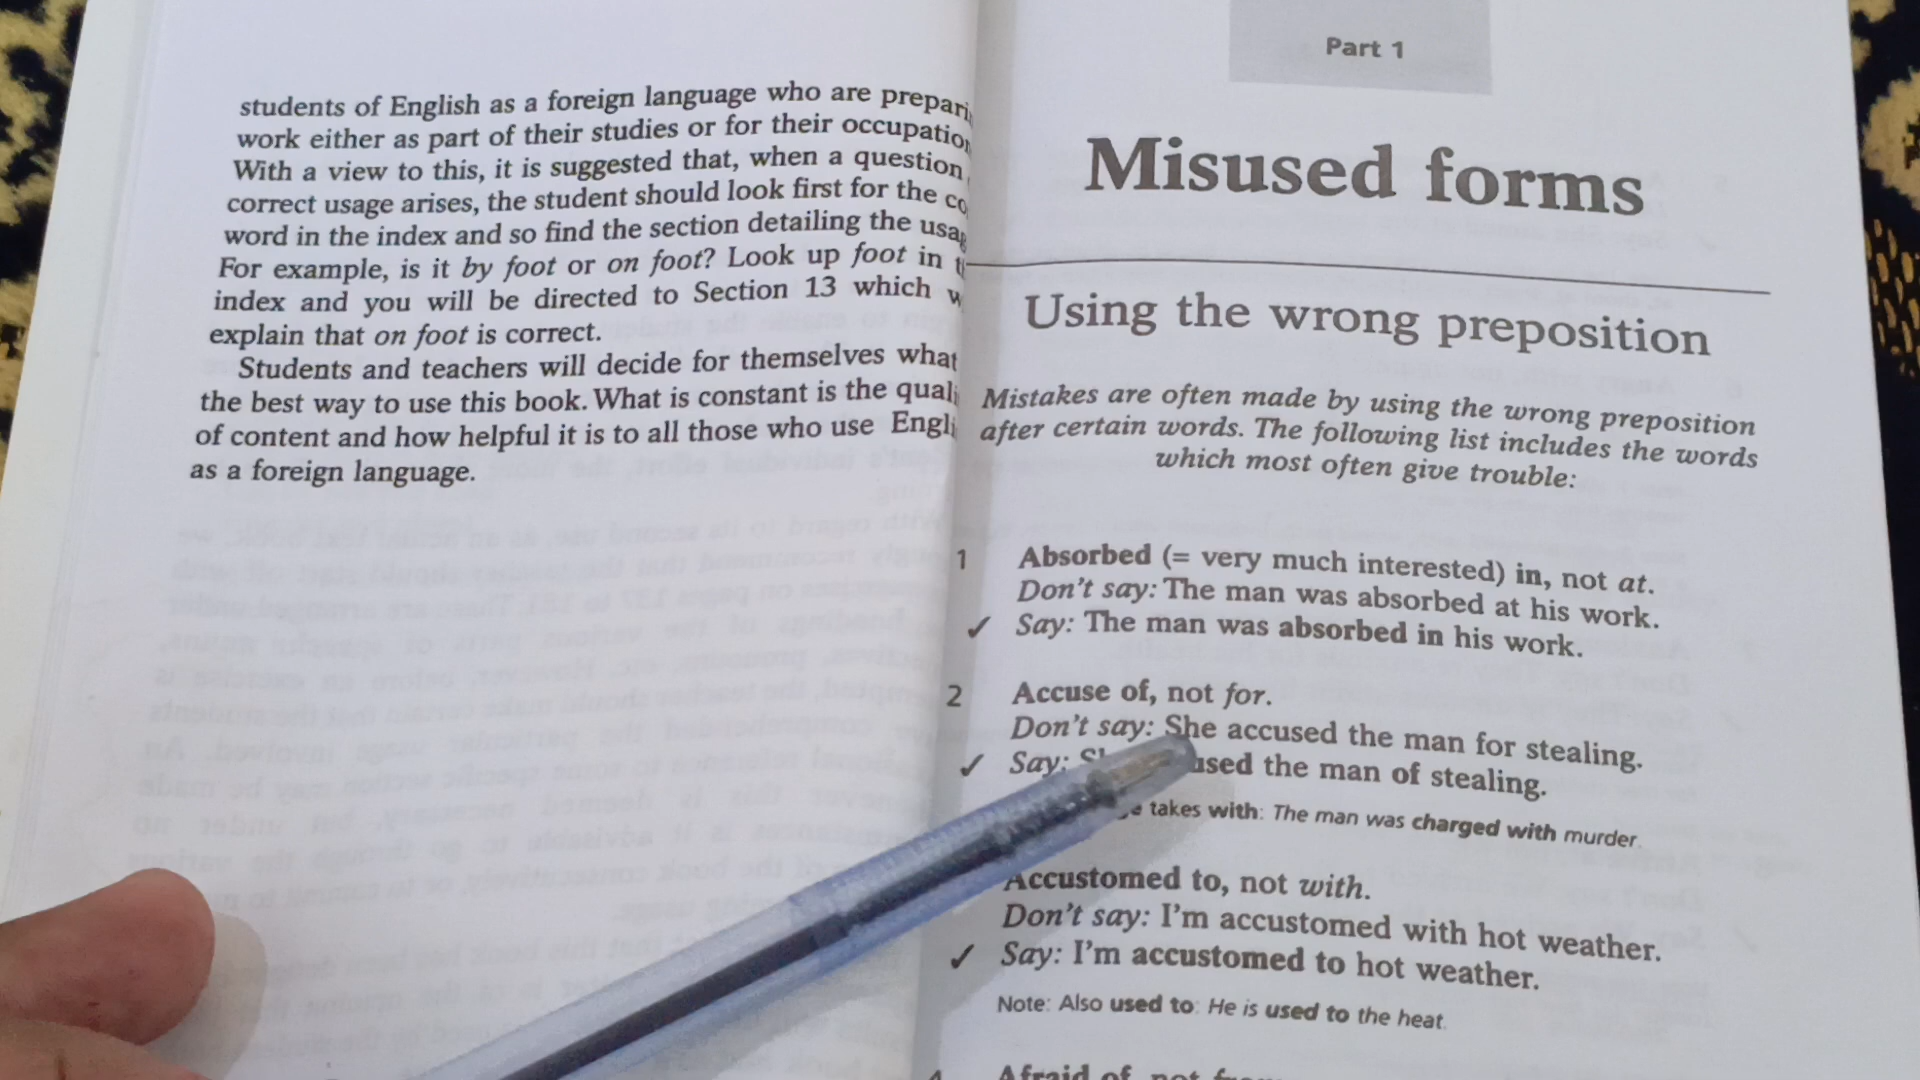 students of English as a foreign language who are
work either as part of their studies or for their
With a view to this, it is suggested that, when a question
correct usage arises, the student should look first for the
word in the index and so find the section detailing the
For example, is it by foot or on foot? Look up foot in
index and you will be directed to Section 13 which
explain that on foot is correct.
Students and teachers will decide for themselves what
the best way to use this book. What is constant is the
of content and how helpful it is to all those who use
as a foreign language.
Part 1
Misused forms
Using the wrong preposition
Mistakes are often made by using the wrong preposition
after certain words. The following list includes the words
which most often give trouble:
1 Absorbed (= very much interested) in, not at.
Don't say: The man was absorbed at his work.
✓ Say: The man was absorbed in his work.
2 Accuse of, not for.
Don't say: She accused the man for stealing.
✓ Say: the man of stealing.
takes with: The man was charged with murder.
Accustomed to, not with.
Don't say: I'm accustomed with hot weather.
✓ Say: I'm accustomed to hot weather.
Note: Also used to: He is used to the heat.
Afraid of, not